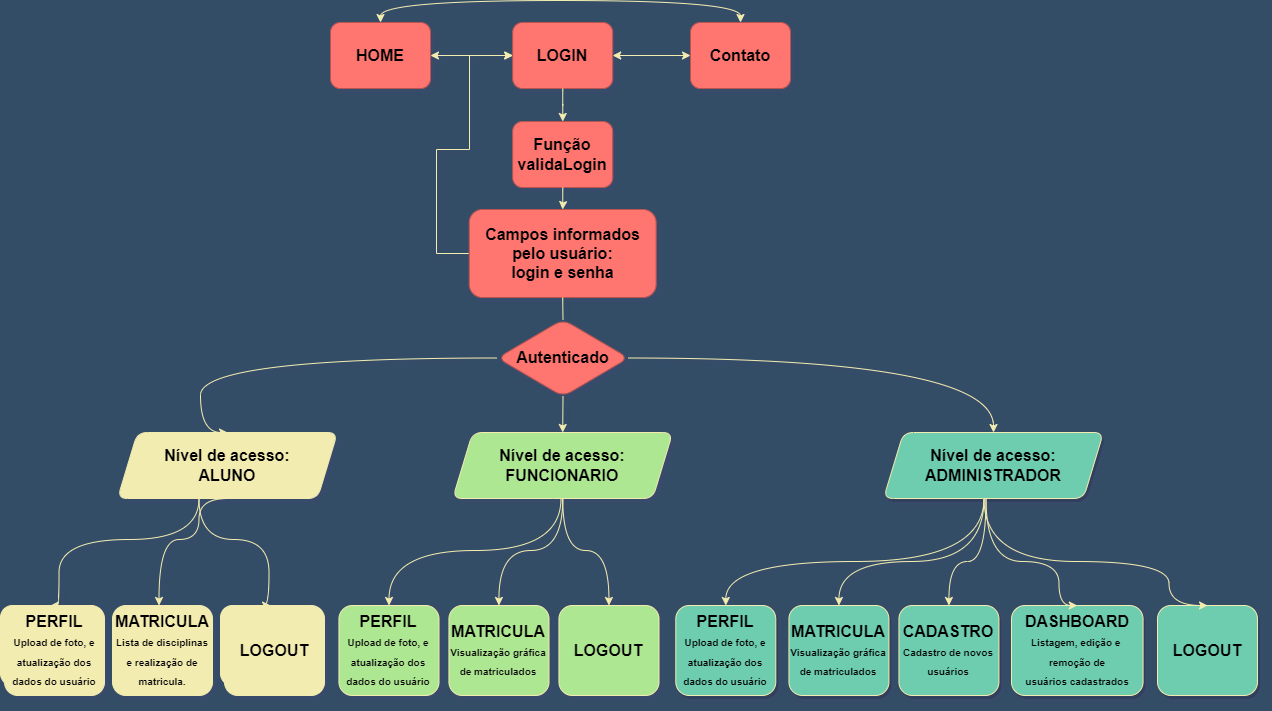 HOME
LOGIN
Contato
Função
validaLogin
Campos informados
pelo usuário:
login e senha
Autenticado
Nível de acesso:
ALUNO
Nível de acesso:
FUNCIONARIO
Nível de acesso:
ADMINISTRADOR
PERFIL
Upload de foto, e
atualização dos
dados do usuário
MATRICULA
Lista de disciplinas
e realização de
matricula.
LOGOUT
PERFIL
Upload de foto, e
atualização dos
dados do usuário
MATRICULA
Visualização gráfica
de matriculados
LOGOUT
PERFIL
Upload de foto, e
atualização dos
dados do usuário
MATRICULA
Visualização gráfica
de matriculados
CADASTRO
Cadastro de novos
usuários
DASHBOARD
Listagem, edição e
remoção de
usuários cadastrados
LOGOUT